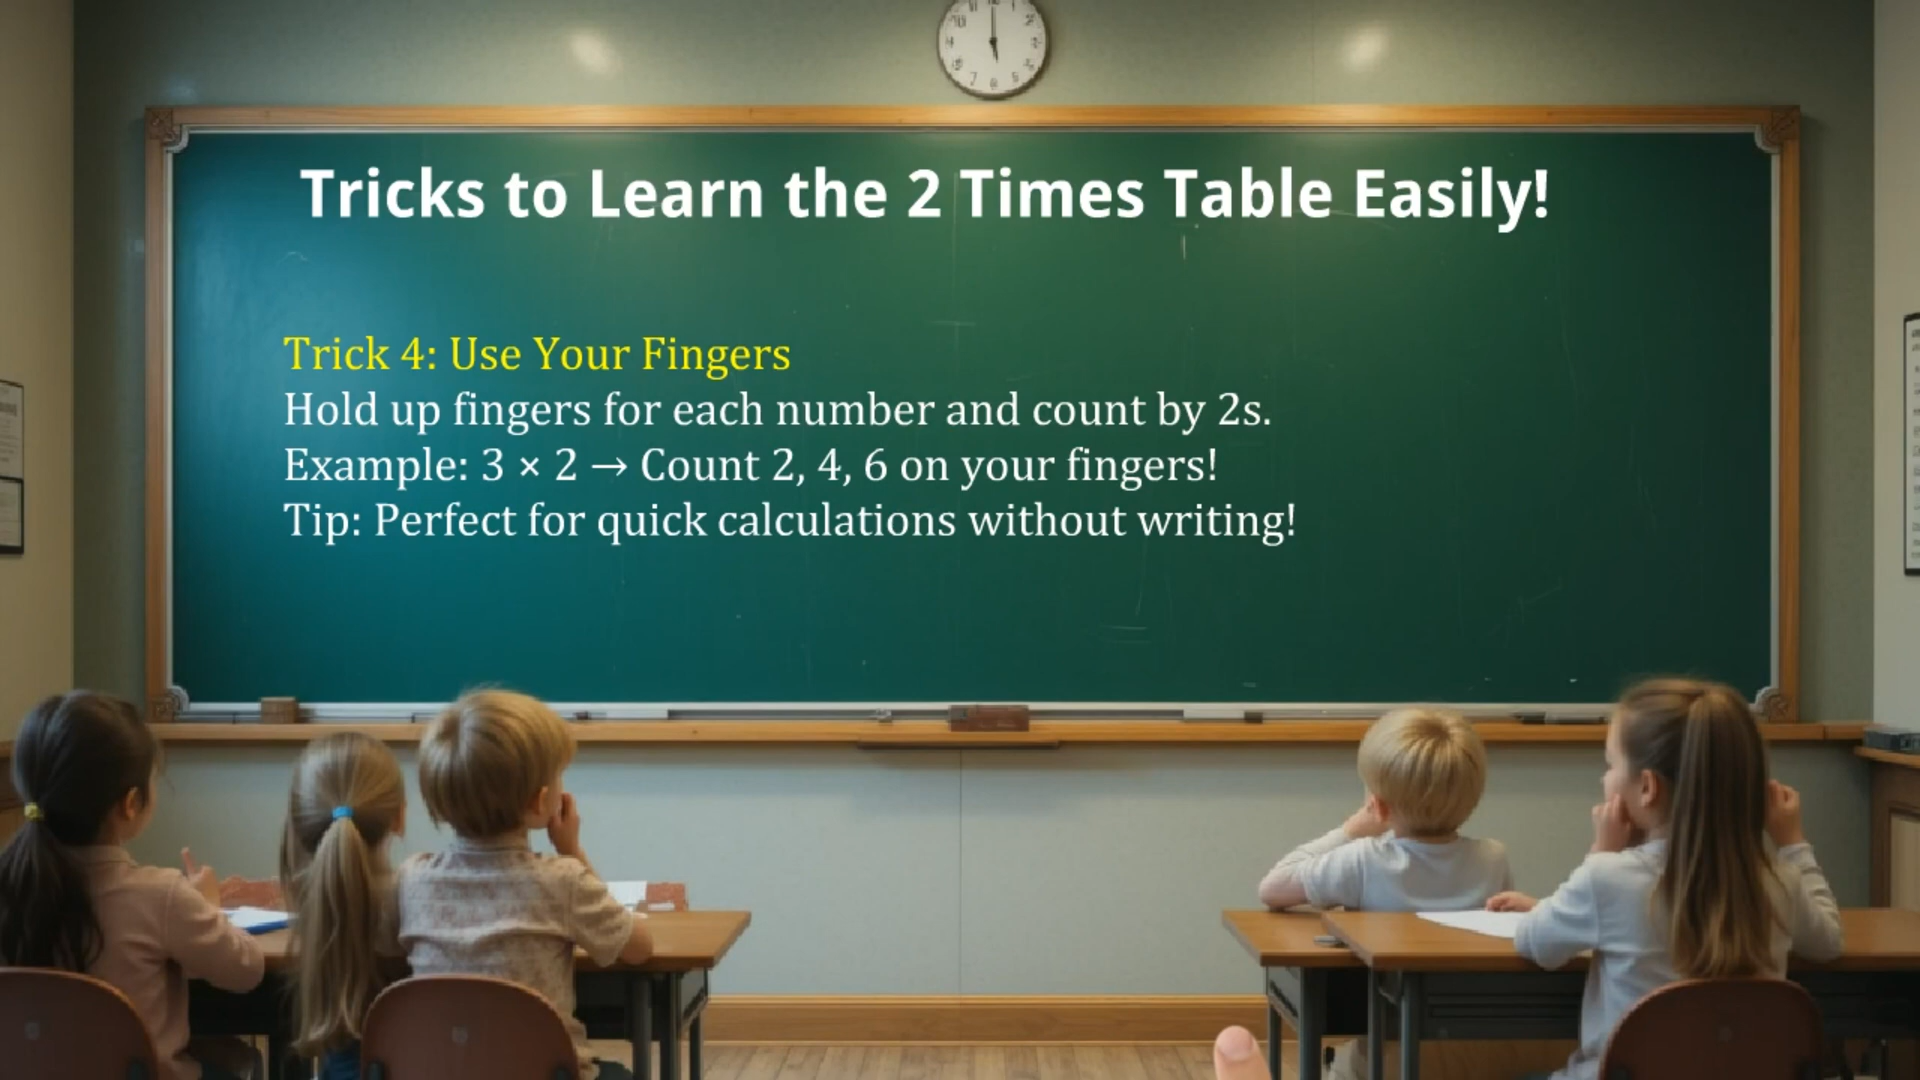 Tricks to Learn the 2 Times Table Easily!
Trick 4: Use Your Fingers
Hold up fingers for each number and count by 2s.
Example: 3 × 2 → Count 2, 4, 6 on your fingers!
Tip: Perfect for quick calculations without writing!